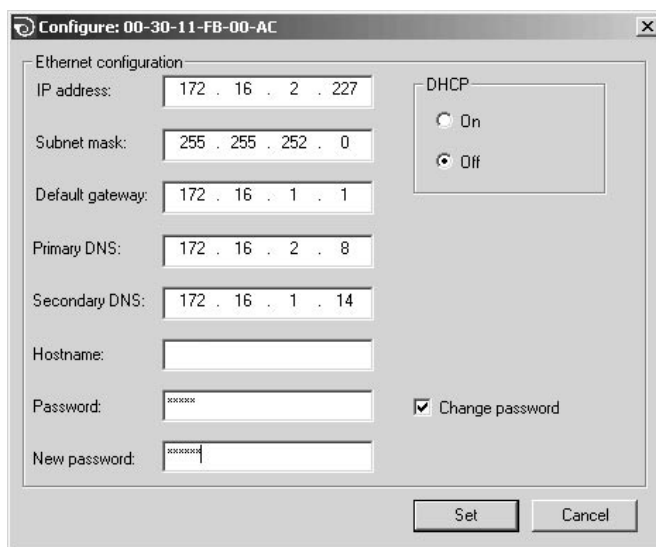 Configure: 00-30-11-FB-00-AC
Ethernet configuration
IP address: 172 . 16 . 2 . 227
DHCP
On
Subnet mask: 255 . 255 . 252 . 0
Off
Default gateway: 172 . 16 . 1 . 1
Primary DNS: 172 . 16 . 2 . 8
Secondary DNS: 172 . 16 . 1 . 14
Hostname:
Password: xxxxx
Change password
New password: xxxxxx
Set Cancel